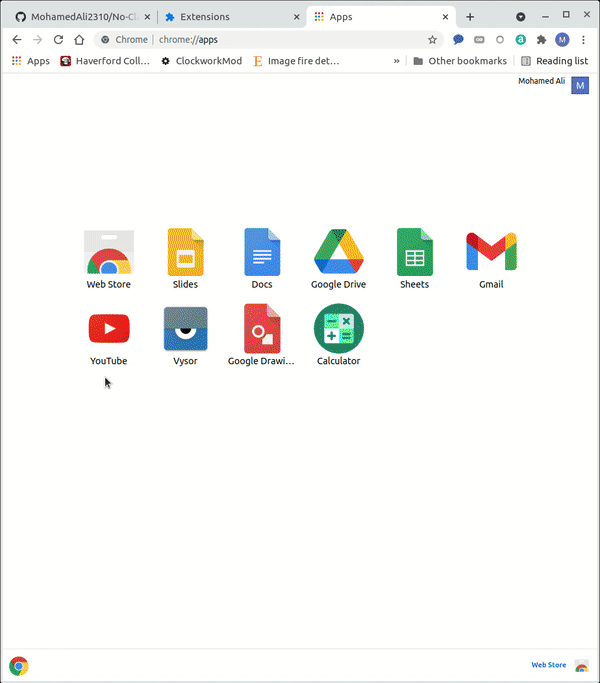 MohamedAli2310/No-Cl
Extensions
Apps
Chrome | chrome://apps
M
Apps
Haverford Coll…
ClockworkMod
Image fire det…
»
Other bookmarks
Reading list
Mohamed Ali
M
Web Store
Slides
Docs
Google Drive
Sheets
Gmail
YouTube
Vysor
Google Drawi…
Calculator
Web Store